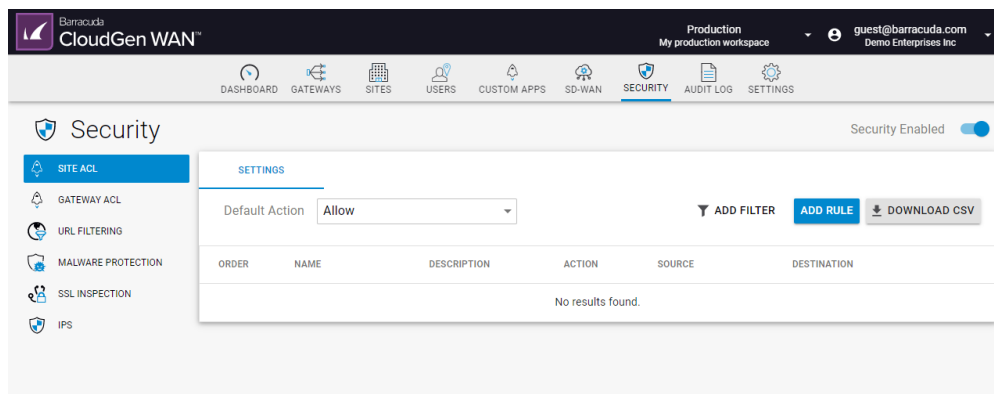 Barracuda
CloudGen WAN™
Production
My production workspace
guest@barracuda.com
Demo Enterprises Inc
DASHBOARD GATEWAYS SITES USERS CUSTOM APPS SD-WAN SECURITY AUDIT LOG SETTINGS
Security
Security Enabled
SITE ACL
GATEWAY ACL
URL FILTERING
MALWARE PROTECTION
SSL INSPECTION
IPS
SETTINGS
Default Action Allow ADD FILTER ADD RULE DOWNLOAD CSV
ORDER NAME DESCRIPTION ACTION SOURCE DESTINATION
No results found.